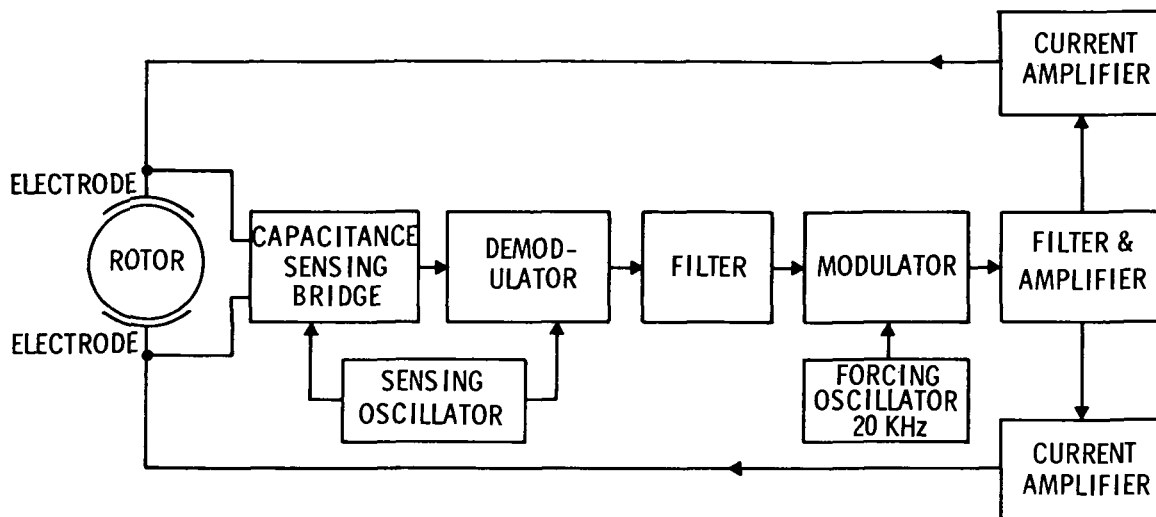 CURRENT
AMPLIFIER
ELECTRODE
ROTOR
CAPACITANCE
SENSING
BRIDGE
DEMOD-
ULATOR
FILTER
MODULATOR
FILTER &
AMPLIFIER
ELECTRODE
SENSING
OSCILLATOR
FORCING
OSCILLATOR
20 KHz
CURRENT
AMPLIFIER